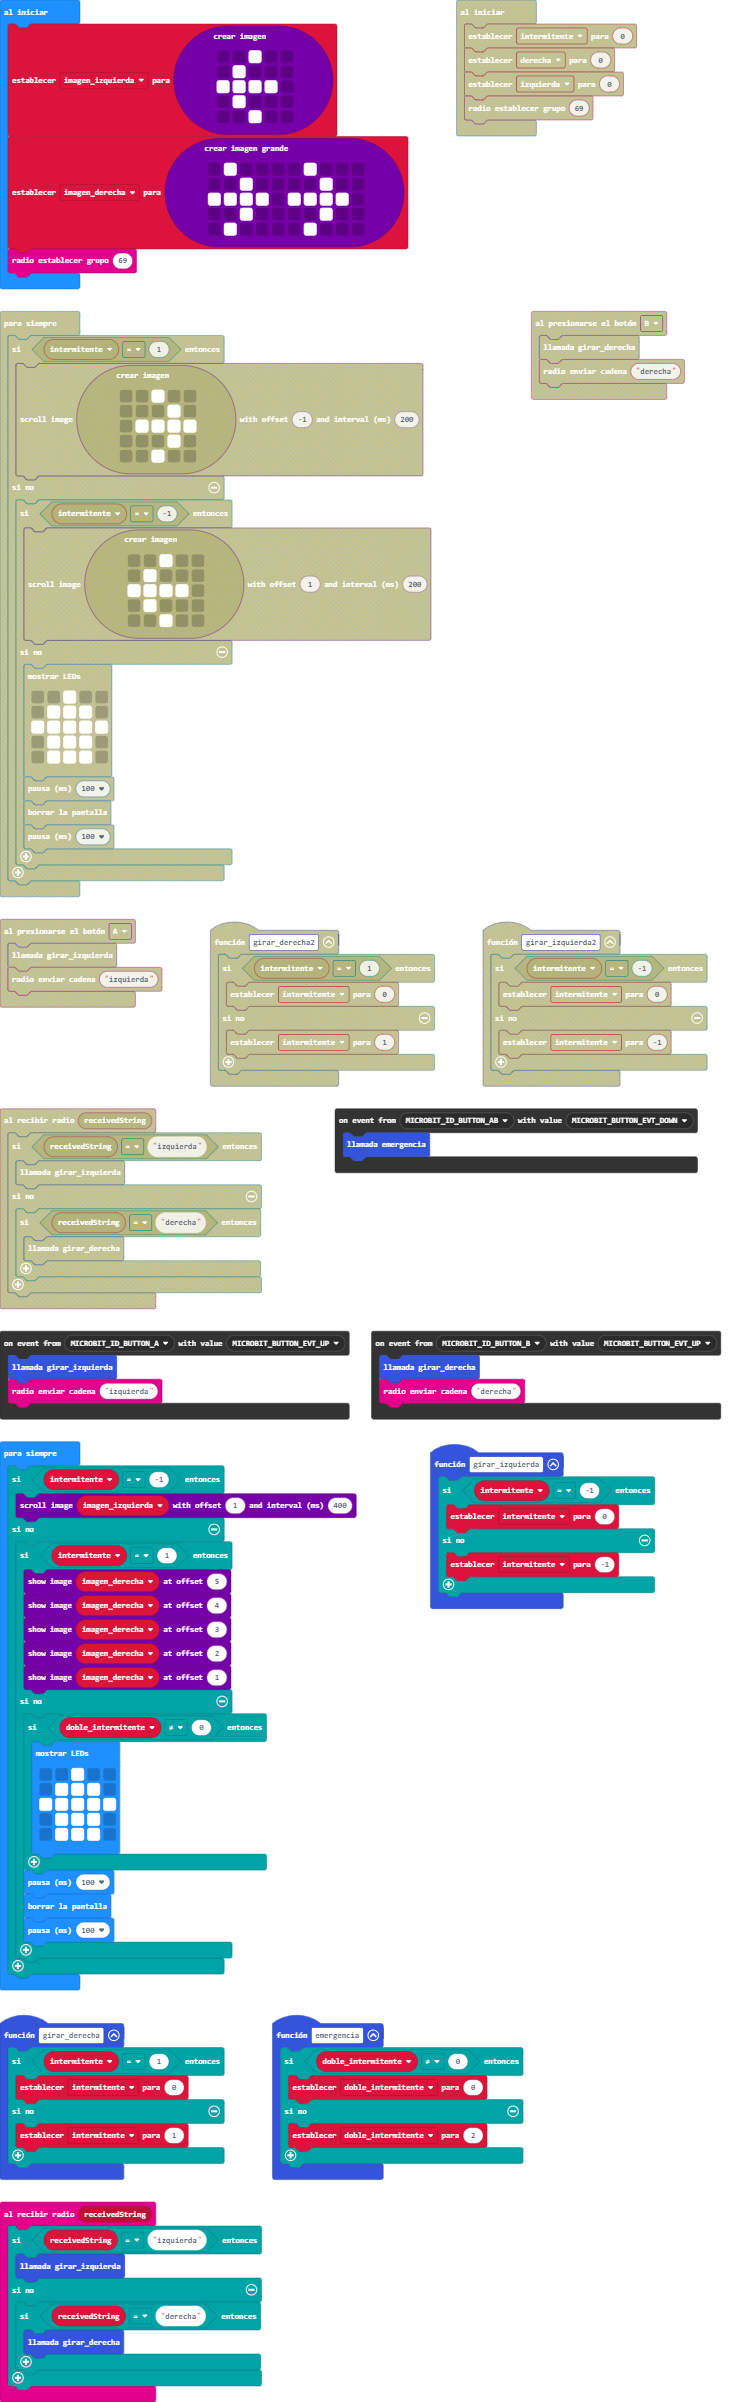 al iniciar
crear imagen
establecer imagen_izquierda para
crear imagen grande
establecer imagen_derecha para
radio establecer grupo 69
al iniciar
establecer intermitente para 0
establecer derecha para 0
establecer izquierda para 0
radio establecer grupo 69
para siempre
si intermitente = 1 entonces
crear imagen
scroll image with offset -1 and interval (ms) 200
si no
si intermitente = -1 entonces
crear imagen
scroll image with offset 1 and interval (ms) 200
si no
mostrar LEDs
pausa (ms) 100
borrar la pantalla
pausa (ms) 100
al presionarse el botón B
llamada girar_derecha
radio enviar cadena "derecha"
al presionarse el botón A
llamada girar_izquierda
radio enviar cadena "izquierda"
función girar_derecha2
si intermitente = 1 entonces
establecer intermitente para 0
si no
establecer intermitente para 1
función girar_izquierda2
si intermitente = -1 entonces
establecer intermitente para 0
si no
establecer intermitente para -1
al recibir radio receivedString
si receivedString = "izquierda" entonces
llamada girar_izquierda
si no
si receivedString = "derecha" entonces
llamada girar_derecha
on event from MICROBIT_ID_BUTTON_AB with value MICROBIT_BUTTON_EVT_DOWN
llamada emergencia
on event from MICROBIT_ID_BUTTON_A with value MICROBIT_BUTTON_EVT_UP
llamada girar_izquierda
radio enviar cadena "izquierda"
on event from MICROBIT_ID_BUTTON_B with value MICROBIT_BUTTON_EVT_UP
llamada girar_derecha
radio enviar cadena "derecha"
para siempre
si intermitente = -1 entonces
scroll image imagen_izquierda with offset 1 and interval (ms) 400
si no
si intermitente = 1 entonces
show image imagen_derecha at offset 5
show image imagen_derecha at offset 4
show image imagen_derecha at offset 3
show image imagen_derecha at offset 2
show image imagen_derecha at offset 1
si no
si doble_intermitente ≠ 0 entonces
mostrar LEDs
pausa (ms) 100
borrar la pantalla
pausa (ms) 100
función girar_izquierda
si intermitente = -1 entonces
establecer intermitente para 0
si no
establecer intermitente para -1
función girar_derecha
si intermitente = 1 entonces
establecer intermitente para 0
si no
establecer intermitente para 1
función emergencia
si doble_intermitente ≠ 0 entonces
establecer doble_intermitente para 0
si no
establecer doble_intermitente para 2
al recibir radio receivedString
si receivedString = "izquierda" entonces
llamada girar_izquierda
si no
si receivedString = "derecha" entonces
llamada girar_derecha